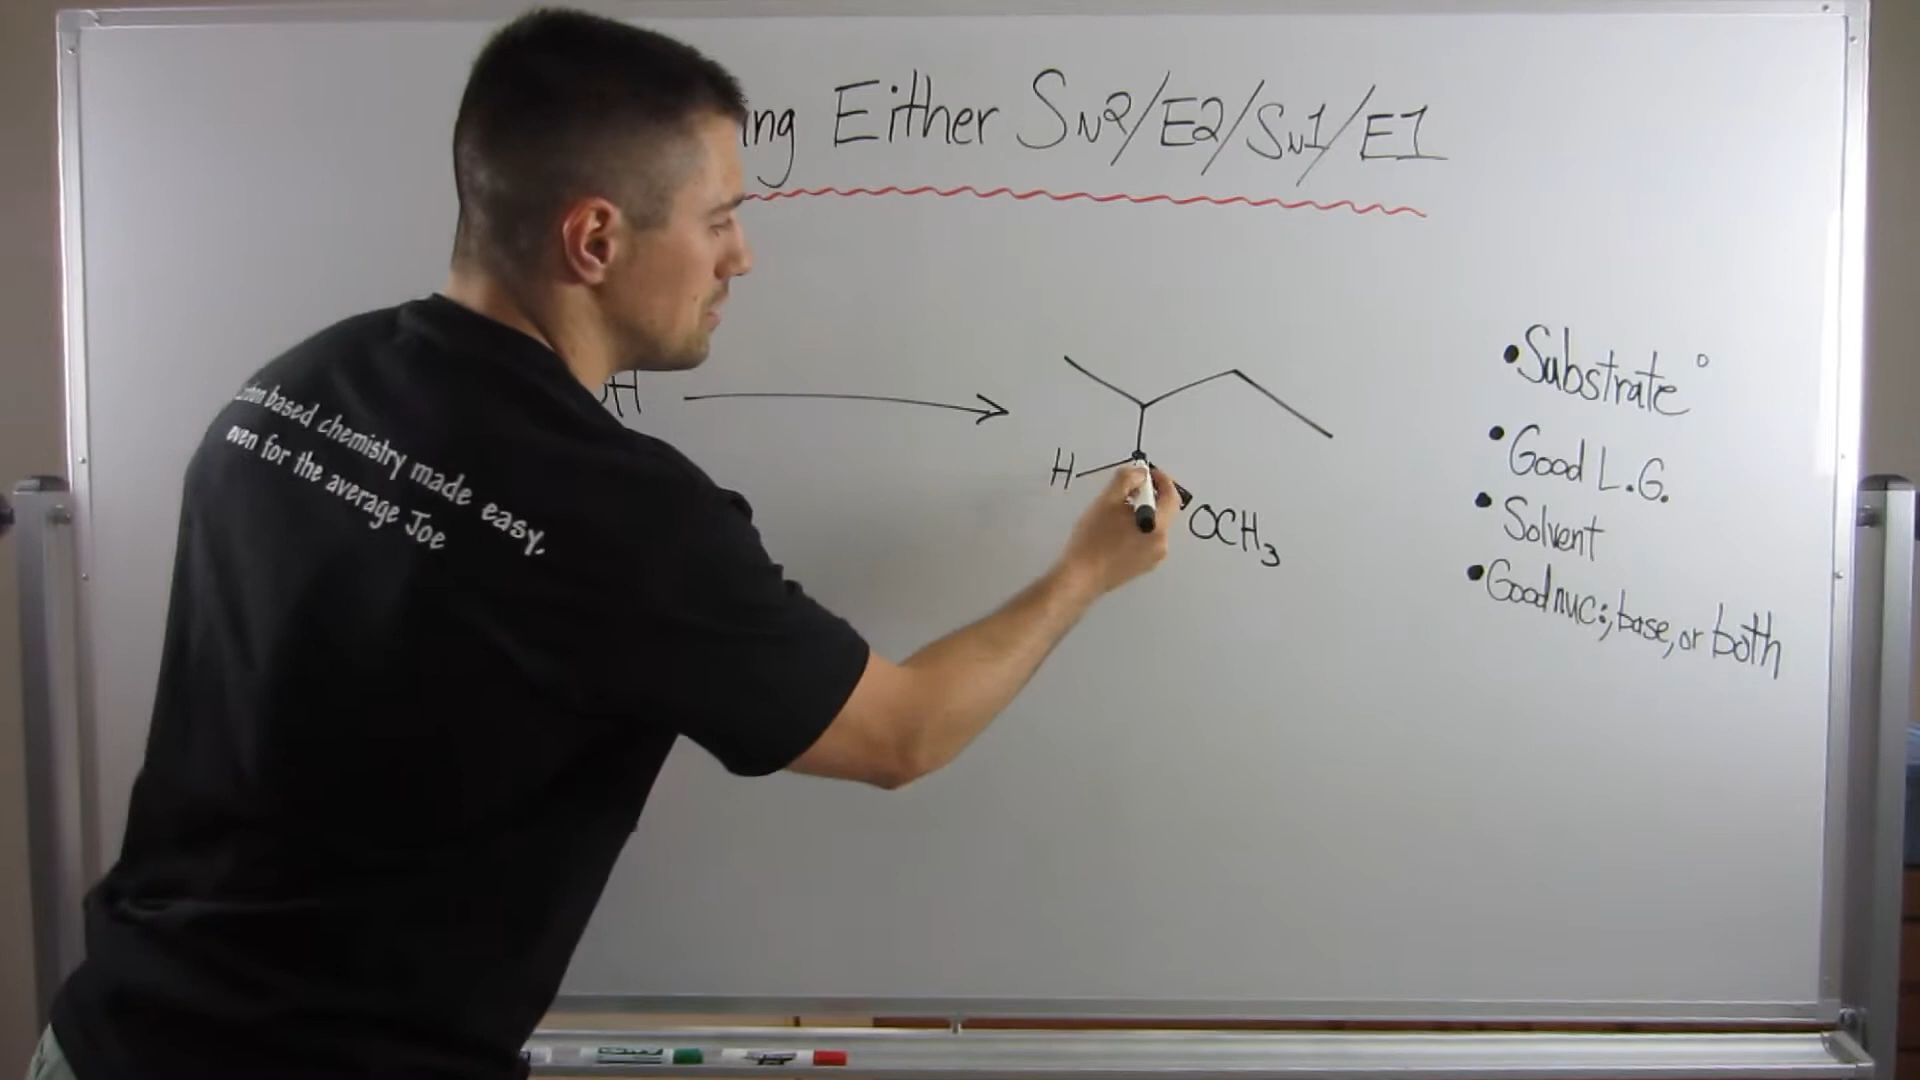 Either SN2/E2/SN1/E1
H
OCH3
• Substrate °
• Good L.G.
• Solvent
• Good nuc:, base, or both
based chemistry made easy,
even for the average Joe